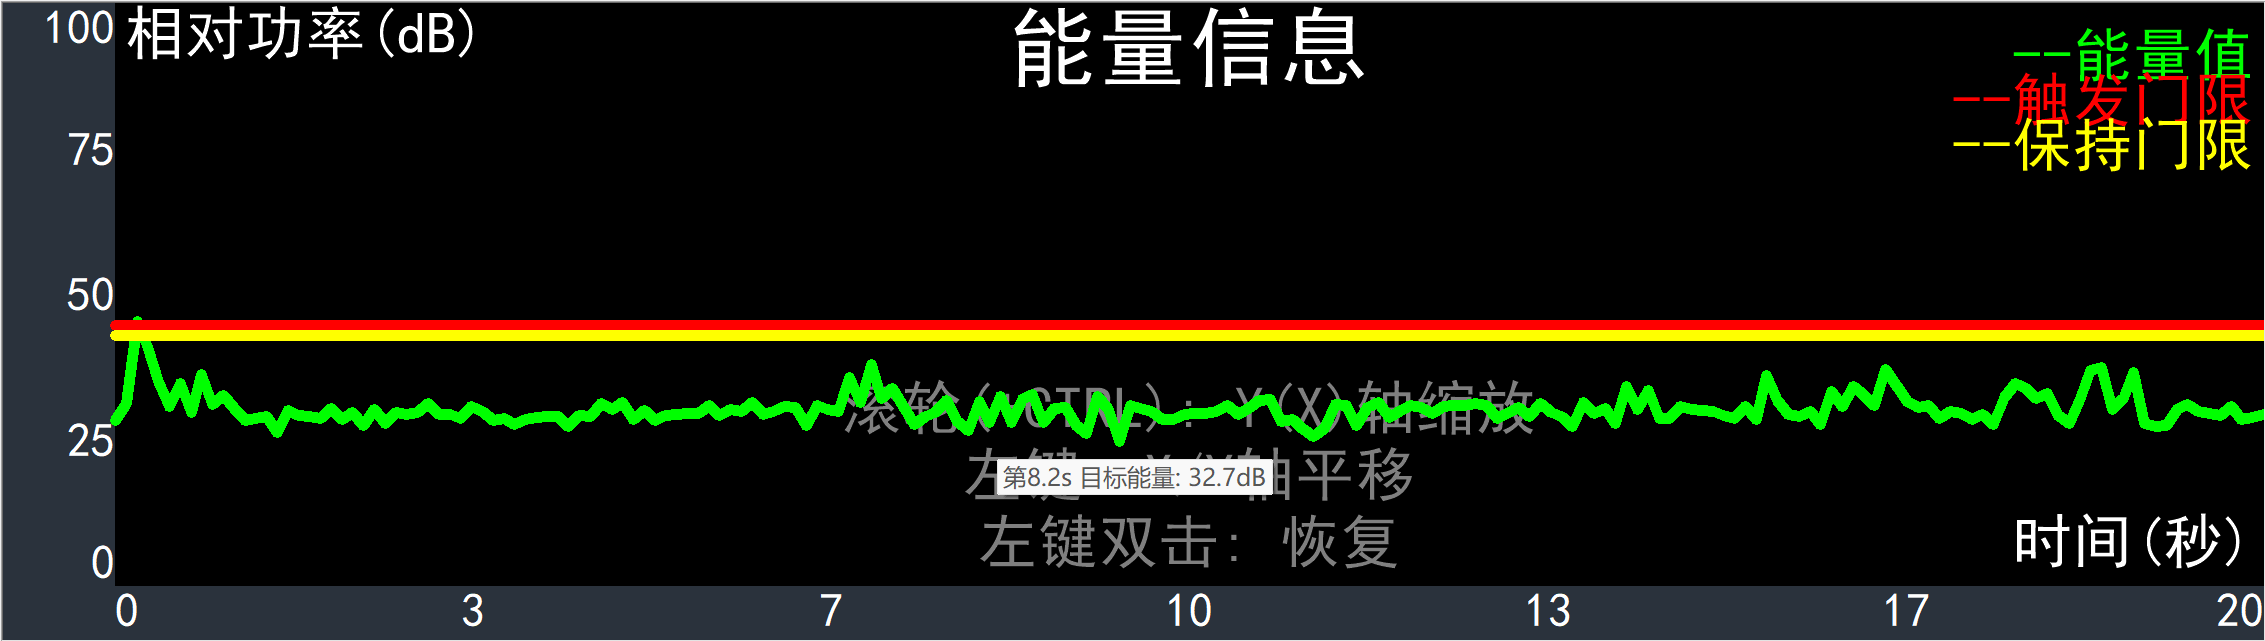 能量信息
相对功率(dB)
--能量值
--触发门限
--保持门限
100
75
50
25
0
滚轮( CTRL): Y(X)轴缩放
左键 轴平移
第8.2s 目标能量: 32.7dB
左键双击: 恢复
时间(秒)
0 3 7 10 13 17 20